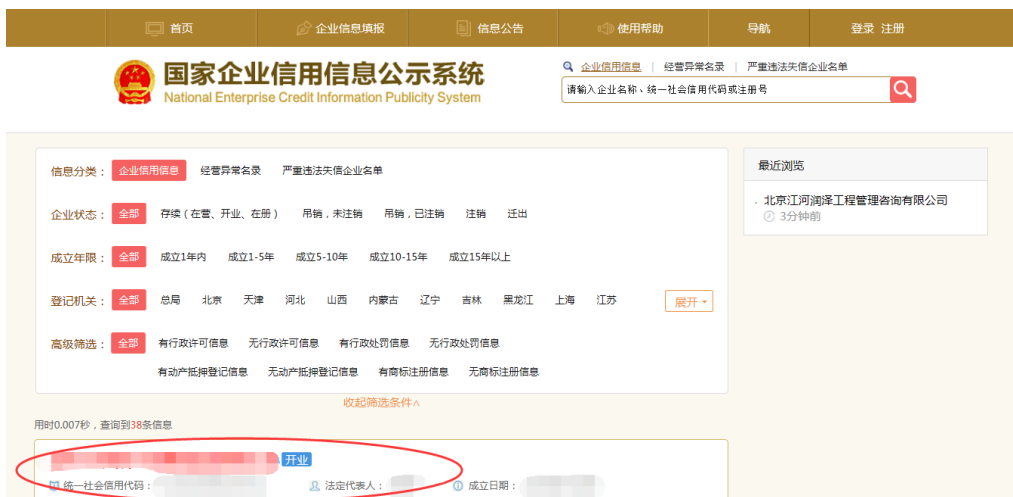 首页 企业信息填报 信息公告 使用帮助 导航 登录 注册
国家企业信用信息公示系统
National Enterprise Credit Information Publicity System
企业信用信息 | 经营异常名录 | 严重违法失信企业名单
请输入企业名称、统一社会信用代码或注册号
信息分类： 企业信用信息 经营异常名录 严重违法失信企业名单
企业状态： 全部 存续（在营、开业、在册） 吊销，未注销 吊销，已注销 注销 迁出
成立年限： 全部 成立1年内 成立1-5年 成立5-10年 成立10-15年 成立15年以上
登记机关： 全部 总局 北京 天津 河北 山西 内蒙古 辽宁 吉林 黑龙江 上海 江苏 展开
高级筛选： 全部 有行政许可信息 无行政许可信息 有行政处罚信息 无行政处罚信息
有动产抵押登记信息 无动产抵押登记信息 有商标注册信息 无商标注册信息
收起筛选条件
最近浏览
北京江河润泽工程管理咨询有限公司
3分钟前
用时0.007秒，查询到38条信息
开业
统一社会信用代码： 法定代表人： 成立日期：